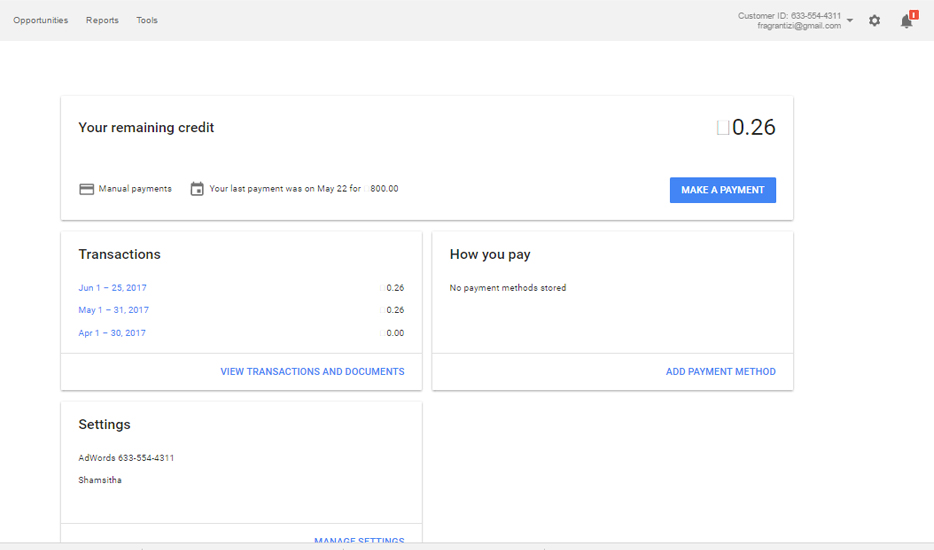 Opportunities Reports Tools
Customer ID: 633-554-4311
fragrantizi@gmail.com
Your remaining credit
0.26
Manual payments
Your last payment was on May 22 for 800.00
MAKE A PAYMENT
Transactions
Jun 1 – 25, 2017 0.26
May 1 – 31, 2017 0.26
Apr 1 – 30, 2017 0.00
VIEW TRANSACTIONS AND DOCUMENTS
How you pay
No payment methods stored
ADD PAYMENT METHOD
Settings
AdWords 633-554-4311
Shamsitha
MANAGE SETTINGS